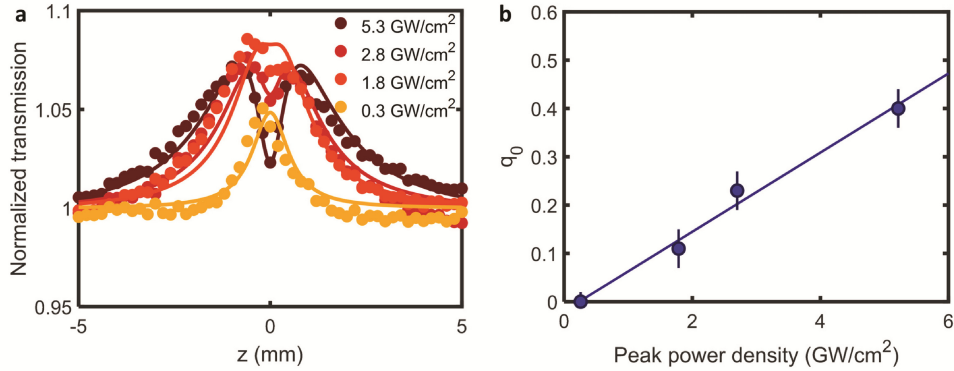 a
1.1
5.3 GW/cm²
2.8 GW/cm²
1.8 GW/cm²
0.3 GW/cm²
1.05
1
0.95
Normalized transmission
-5
0
5
z (mm)
b
0.6
0.5
0.4
0.3
0.2
0.1
0
q₀
0
2
4
6
Peak power density (GW/cm²)